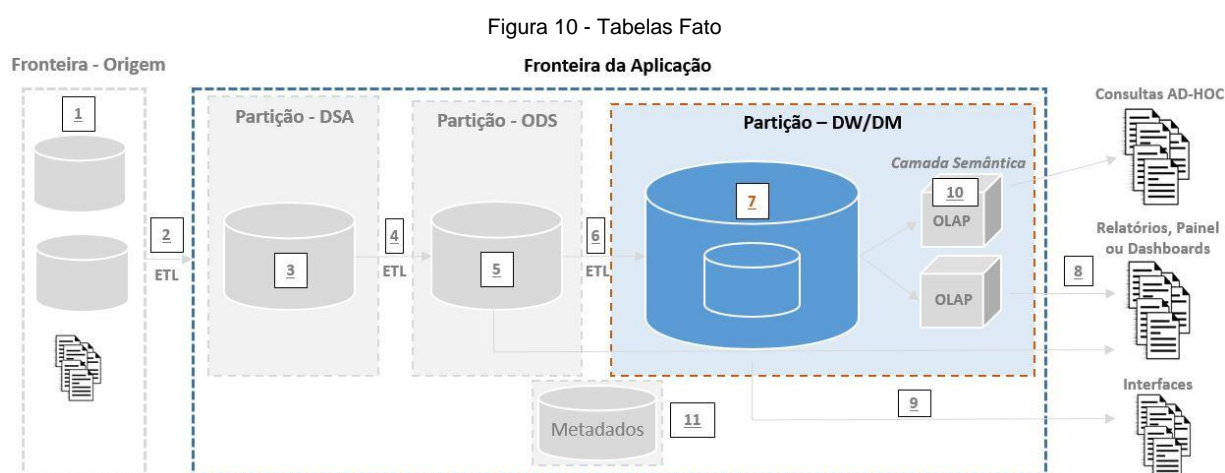 Figura 10 - Tabelas Fato
Fronteira - Origem
Fronteira da Aplicação
1
2
ETL
Partição - DSA
3
4
ETL
Partição - ODS
5
6
ETL
Partição – DW/DM
7
Camada Semântica
10
OLAP
OLAP
8
9
Metadados
11
Consultas AD-HOC
Relatórios, Painel
ou Dashboards
Interfaces